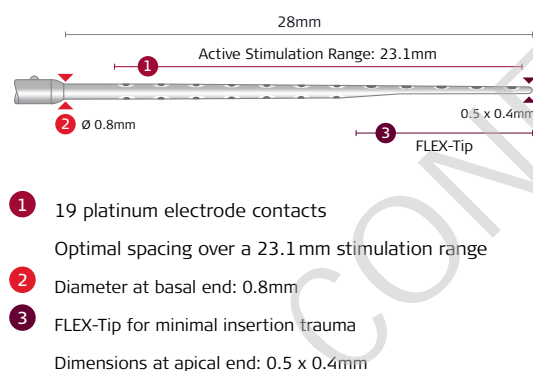 28mm
Active Stimulation Range: 23.1mm
1
2 Ø 0.8mm
0.5 x 0.4mm
3
FLEX-Tip
1 19 platinum electrode contacts
Optimal spacing over a 23.1 mm stimulation range
2 Diameter at basal end: 0.8mm
3 FLEX-Tip for minimal insertion trauma
Dimensions at apical end: 0.5 x 0.4mm